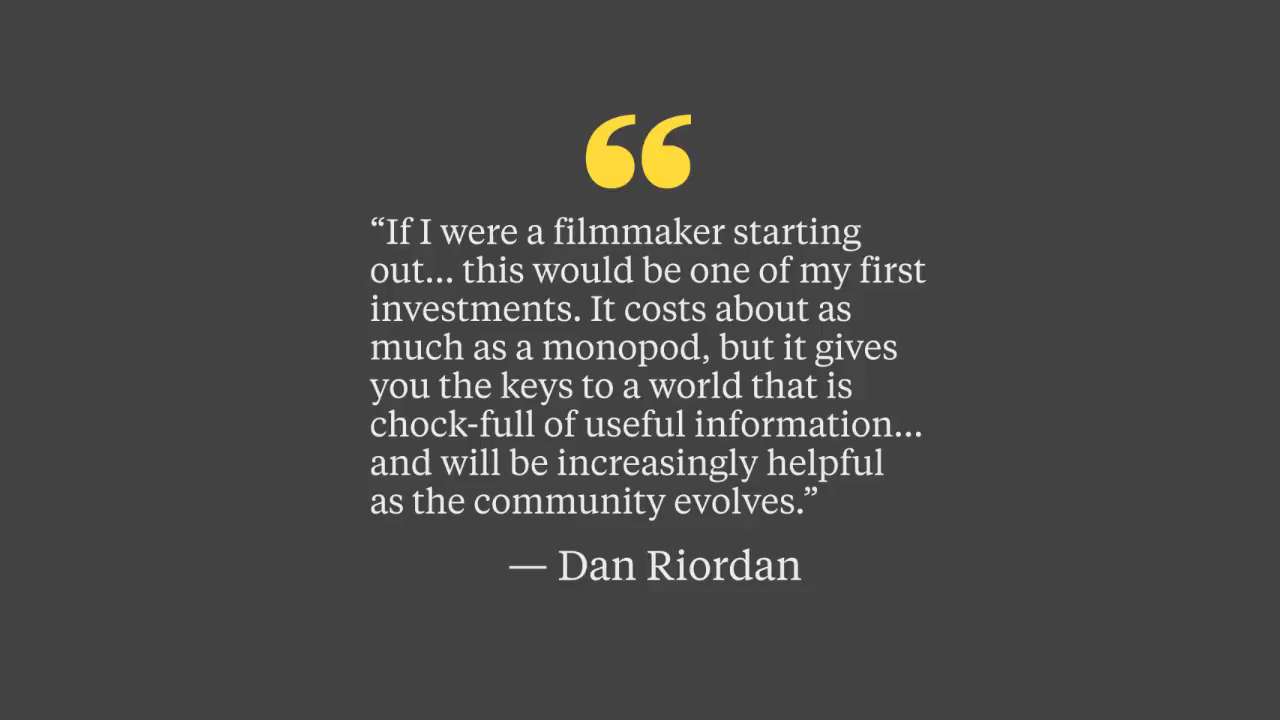 “
“If I were a filmmaker starting
out... this would be one of my first
investments. It costs about as
much as a monopod, but it gives
you the keys to a world that is
chock-full of useful information...
and will be increasingly helpful
as the community evolves.”
— Dan Riordan